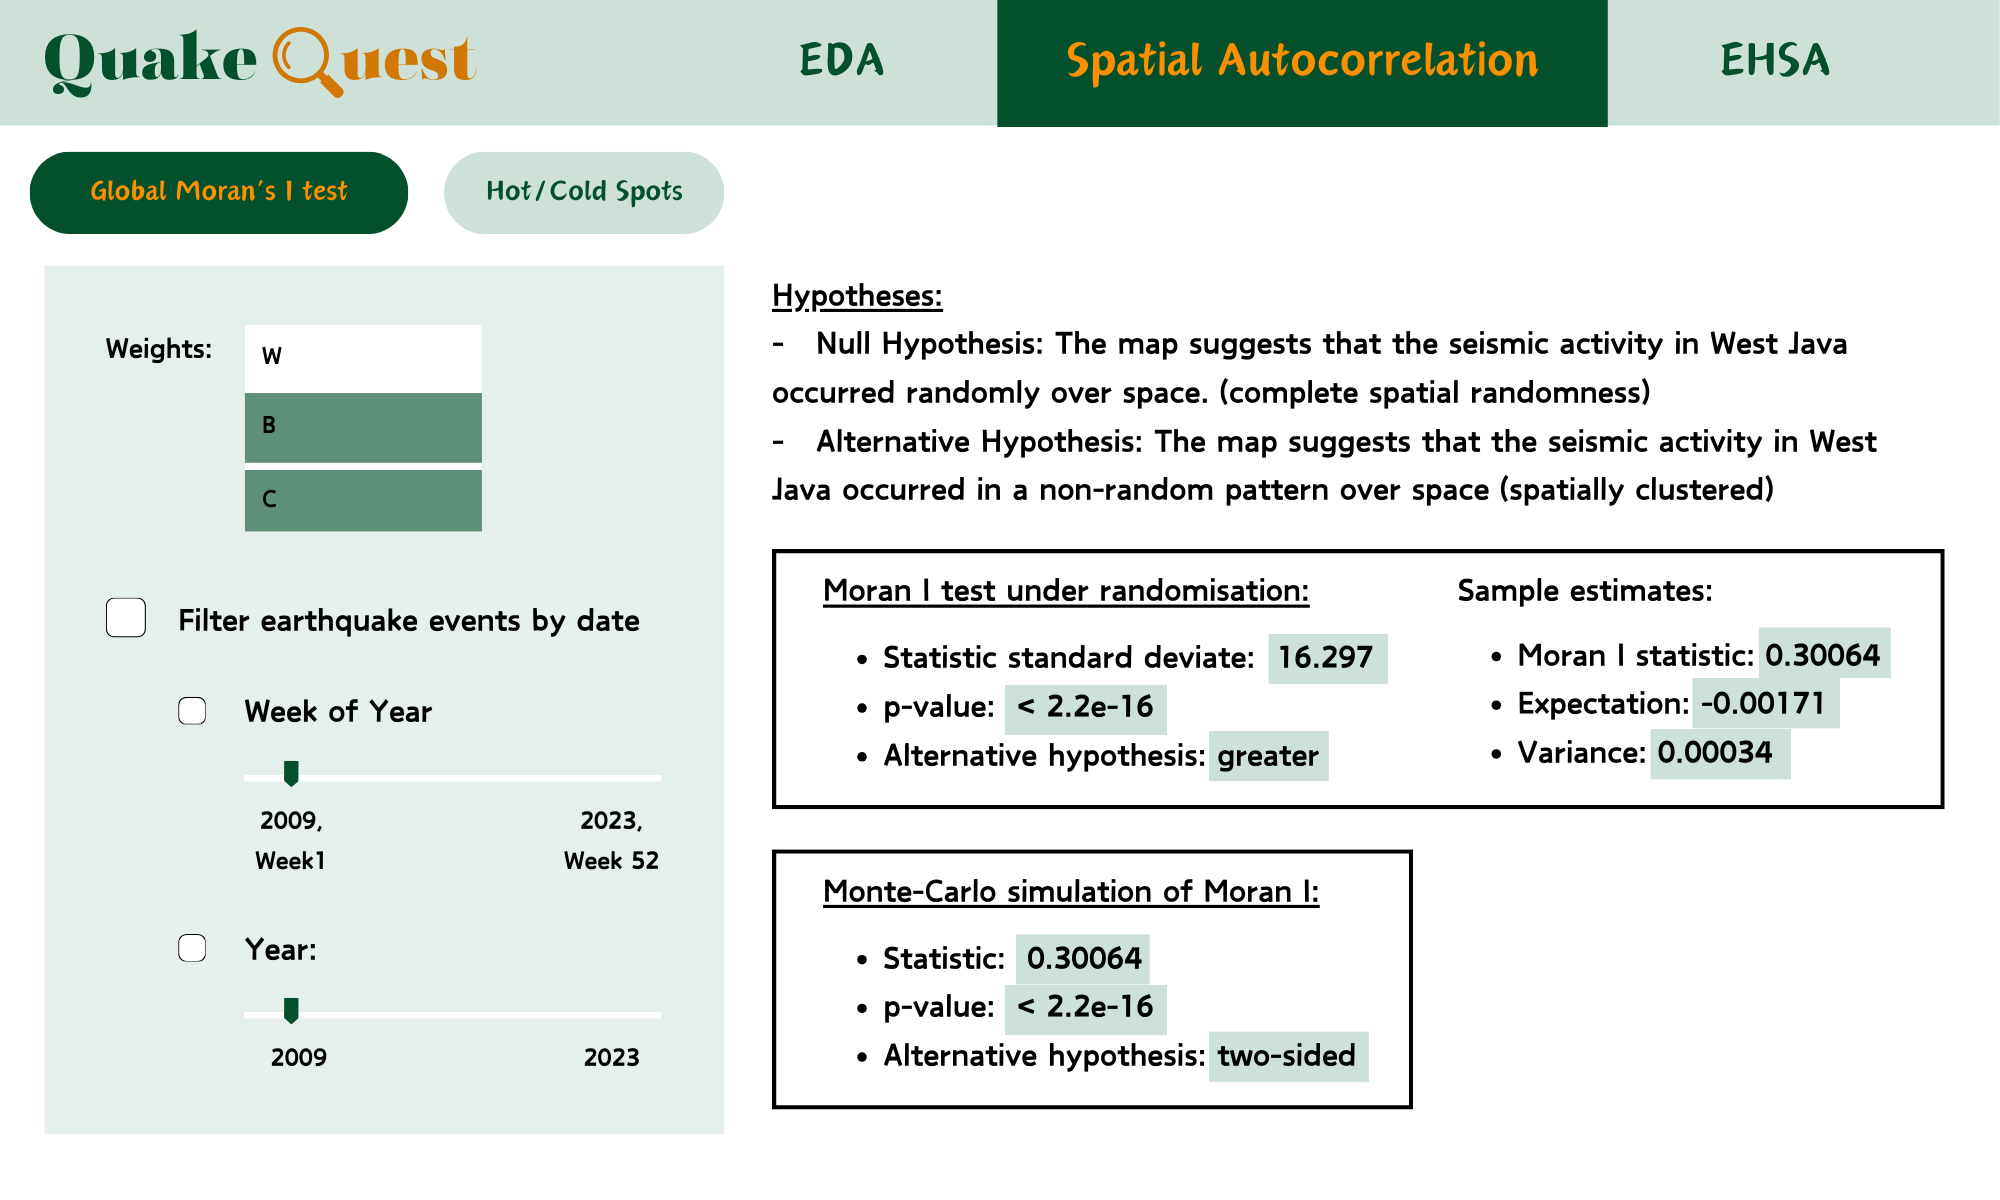 Quake Quest
EDA
Spatial Autocorrelation
EHSA
Global Moran's I test
Hot/Cold Spots
Weights:
W
B
C
Filter earthquake events by date
Week of Year
2009,
Week1
2023,
Week 52
Year:
2009
2023
Hypotheses:
- Null Hypothesis: The map suggests that the seismic activity in West Java
occurred randomly over space. (complete spatial randomness)
- Alternative Hypothesis: The map suggests that the seismic activity in West
Java occurred in a non-random pattern over space (spatially clustered)
Moran I test under randomisation:
• Statistic standard deviate: 16.297
• p-value: < 2.2e-16
• Alternative hypothesis: greater
Sample estimates:
• Moran I statistic: 0.30064
• Expectation: -0.00171
• Variance: 0.00034
Monte-Carlo simulation of Moran I:
• Statistic: 0.30064
• p-value: < 2.2e-16
• Alternative hypothesis: two-sided